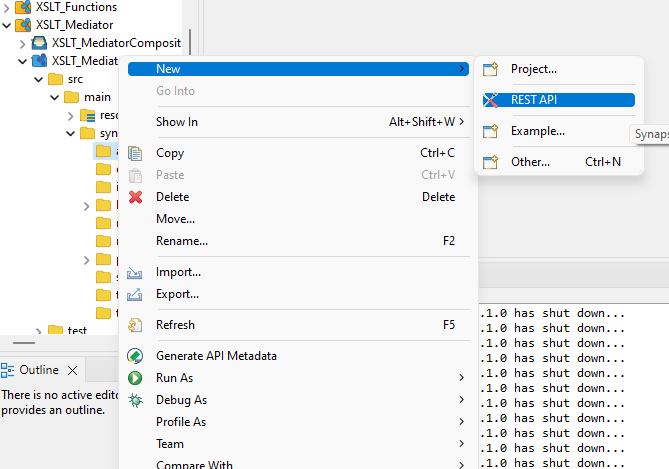 XSLT_Functions
XSLT_Mediator
XSLT_MediatorComposit
XSLT_Mediat
src
main
reso
syn
test
New
Go Into
Show In Alt+Shift+W
Copy Ctrl+C
Paste Ctrl+V
Delete Delete
Move...
Rename... F2
Import...
Export...
Refresh F5
Generate API Metadata
Run As
Debug As
Profile As
Team
Compare With
Project...
REST API
Example...
Other... Ctrl+N
Synaps
Outline
There is no active edito
provides an outline.
.1.0 has shut down...
.1.0 has shut down...
.1.0 has shut down...
.1.0 has shut down...
.1.0 has shut down...
.1.0 has shut down...
.1.0 has shut down...
.1.0 has shut down...
.1.0 has shut down...
.1.0 has shut down...
.1.0 has shut down...